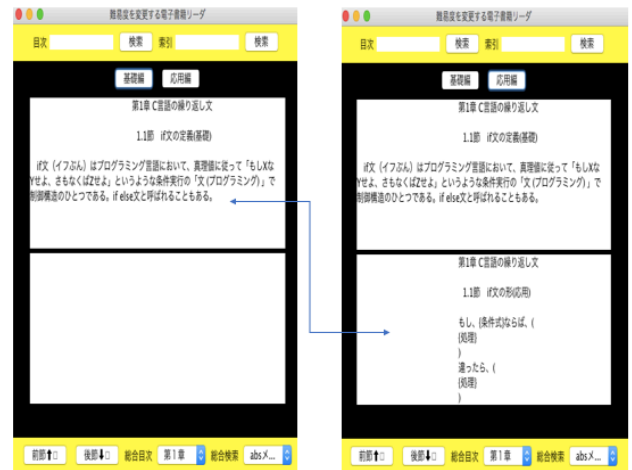 難易度を変更する電子書籍リーダ
目次 検索 索引 検索
基礎編 応用編
第1章 C言語の繰り返し文
1.1節 if文の定義(基礎)
if文（イフぶん）はプログラミング言語において、真理値に従って「もしXな
Yせよ、さもなくばZせよ」というような条件実行の「文 (プログラミング) 」で
制御構造のひとつである。if else文と呼ばれることもある。
前節⬆︎□ 後節⬇︎□ 総合目次 第1章 総合検索 absメ...
難易度を変更する電子書籍リーダ
目次 検索 索引 検索
基礎編 応用編
第1章 C言語の繰り返し文
1.1節 if文の定義(基礎)
if文（イフぶん）はプログラミング言語において、真理値に従って「もしXな
Yせよ、さもなくばZせよ」というような条件実行の「文 (プログラミング) 」で
制御構造のひとつである。if else文と呼ばれることもある。
第1章 C言語の繰り返し文
1.1節 if文の形(応用)
もし、{条件式}ならば、(
{処理}
)
違ったら、(
{処理}
)
前節⬆︎□ 後節⬇︎□ 総合目次 第1章 総合検索 absメ...